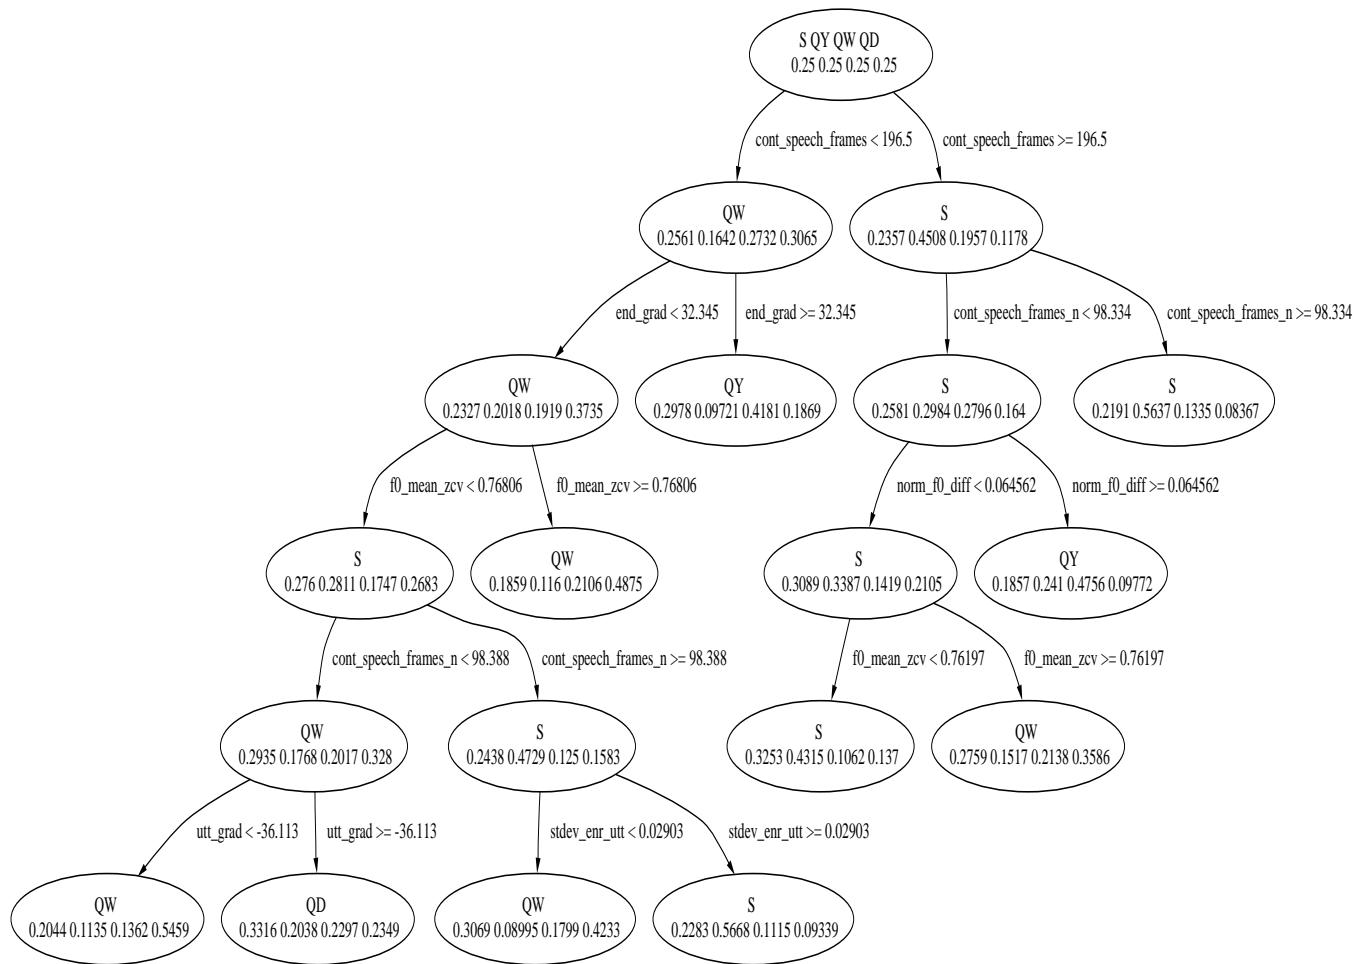 S QY QW QD
0.25 0.25 0.25 0.25
cont_speech_frames < 196.5
cont_speech_frames >= 196.5
QW
0.2561 0.1642 0.2732 0.3065
S
0.2357 0.4508 0.1957 0.1178
end_grad < 32.345
end_grad >= 32.345
cont_speech_frames_n < 98.334
cont_speech_frames_n >= 98.334
QW
0.2327 0.2018 0.1919 0.3735
QY
0.2978 0.09721 0.4181 0.1869
S
0.2581 0.2984 0.2796 0.164
S
0.2191 0.5637 0.1335 0.08367
f0_mean_zcv < 0.76806
f0_mean_zcv >= 0.76806
norm_f0_diff < 0.064562
norm_f0_diff >= 0.064562
S
0.276 0.2811 0.1747 0.2683
QW
0.1859 0.116 0.2106 0.4875
S
0.3089 0.3387 0.1419 0.2105
QY
0.1857 0.241 0.4756 0.09772
cont_speech_frames_n < 98.388
cont_speech_frames_n >= 98.388
f0_mean_zcv < 0.76197
f0_mean_zcv >= 0.76197
QW
0.2935 0.1768 0.2017 0.328
S
0.2438 0.4729 0.125 0.1583
S
0.3253 0.4315 0.1062 0.137
QW
0.2759 0.1517 0.2138 0.3586
utt_grad < -36.113
utt_grad >= -36.113
stdev_enr_utt < 0.02903
stdev_enr_utt >= 0.02903
QW
0.2044 0.1135 0.1362 0.5459
QD
0.3316 0.2038 0.2297 0.2349
QW
0.3069 0.08995 0.1799 0.4233
S
0.2283 0.5668 0.1115 0.09339